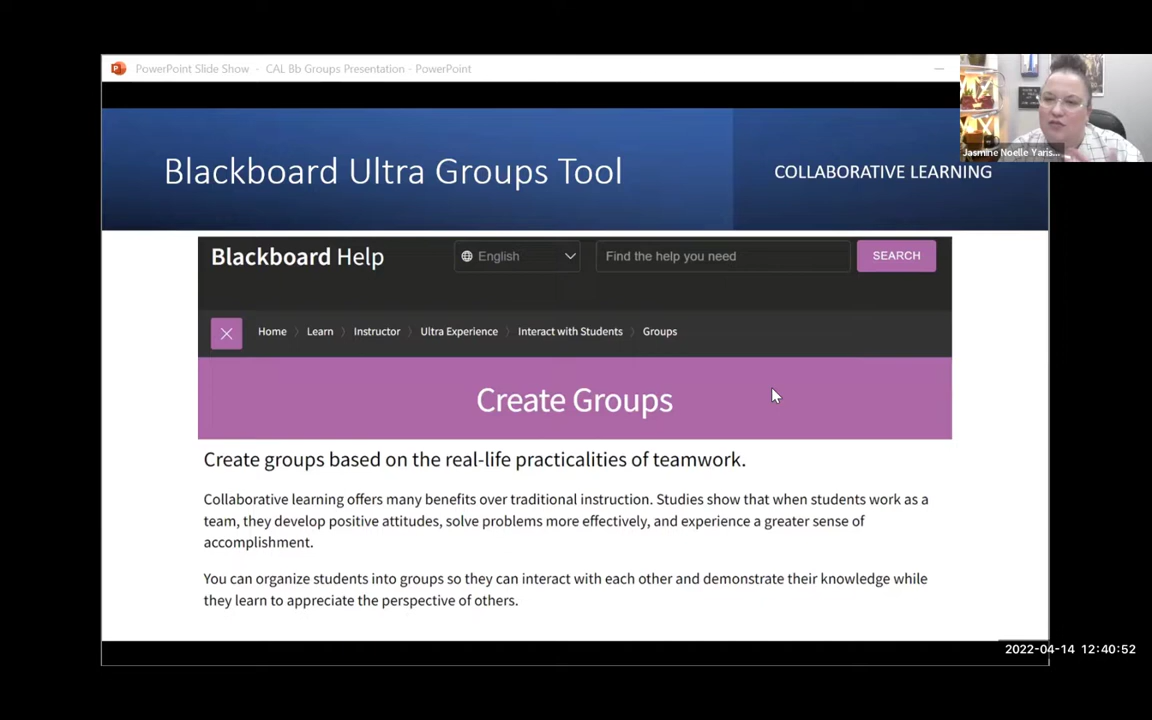 PowerPoint Slide Show - CAL Bb Groups Presentation - PowerPoint
Jasmine Noelle Yaris...
Blackboard Ultra Groups Tool
COLLABORATIVE LEARNING
Blackboard Help
English
Find the help you need
SEARCH
Home > Learn > Instructor > Ultra Experience > Interact with Students > Groups
Create Groups
Create groups based on the real-life practicalities of teamwork.
Collaborative learning offers many benefits over traditional instruction. Studies show that when students work as a
team, they develop positive attitudes, solve problems more effectively, and experience a greater sense of
accomplishment.
You can organize students into groups so they can interact with each other and demonstrate their knowledge while
they learn to appreciate the perspective of others.
2022-04-14 12:40:52